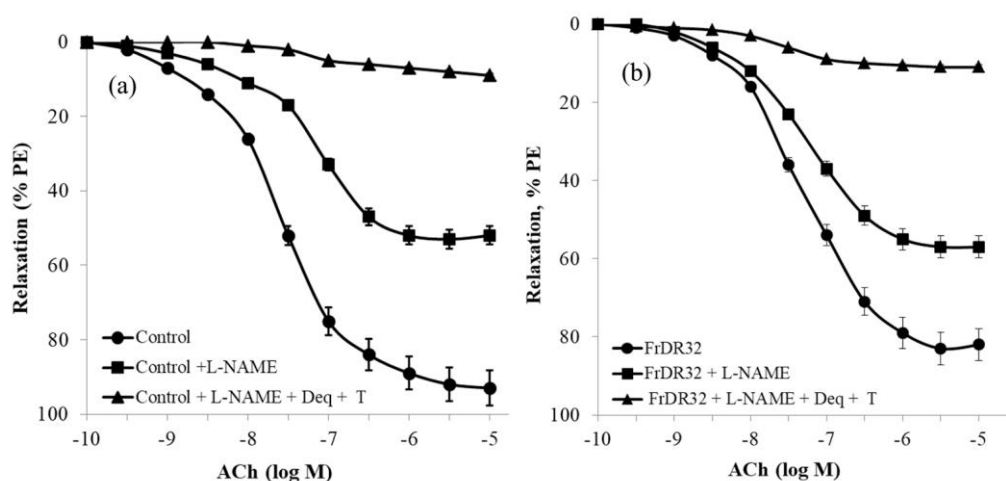 (a)
Relaxation (% PE)
0
20
40
60
80
100
Control
Control +L-NAME
Control + L-NAME + Deq + T
-10 -9 -8 -7 -6 -5
ACh (log M)
(b)
Relaxation, % PE
0
20
40
60
80
100
FrDR32
FrDR32 + L-NAME
FrDR32 + L-NAME + Deq + T
-10 -9 -8 -7 -6 -5
ACh (log M)